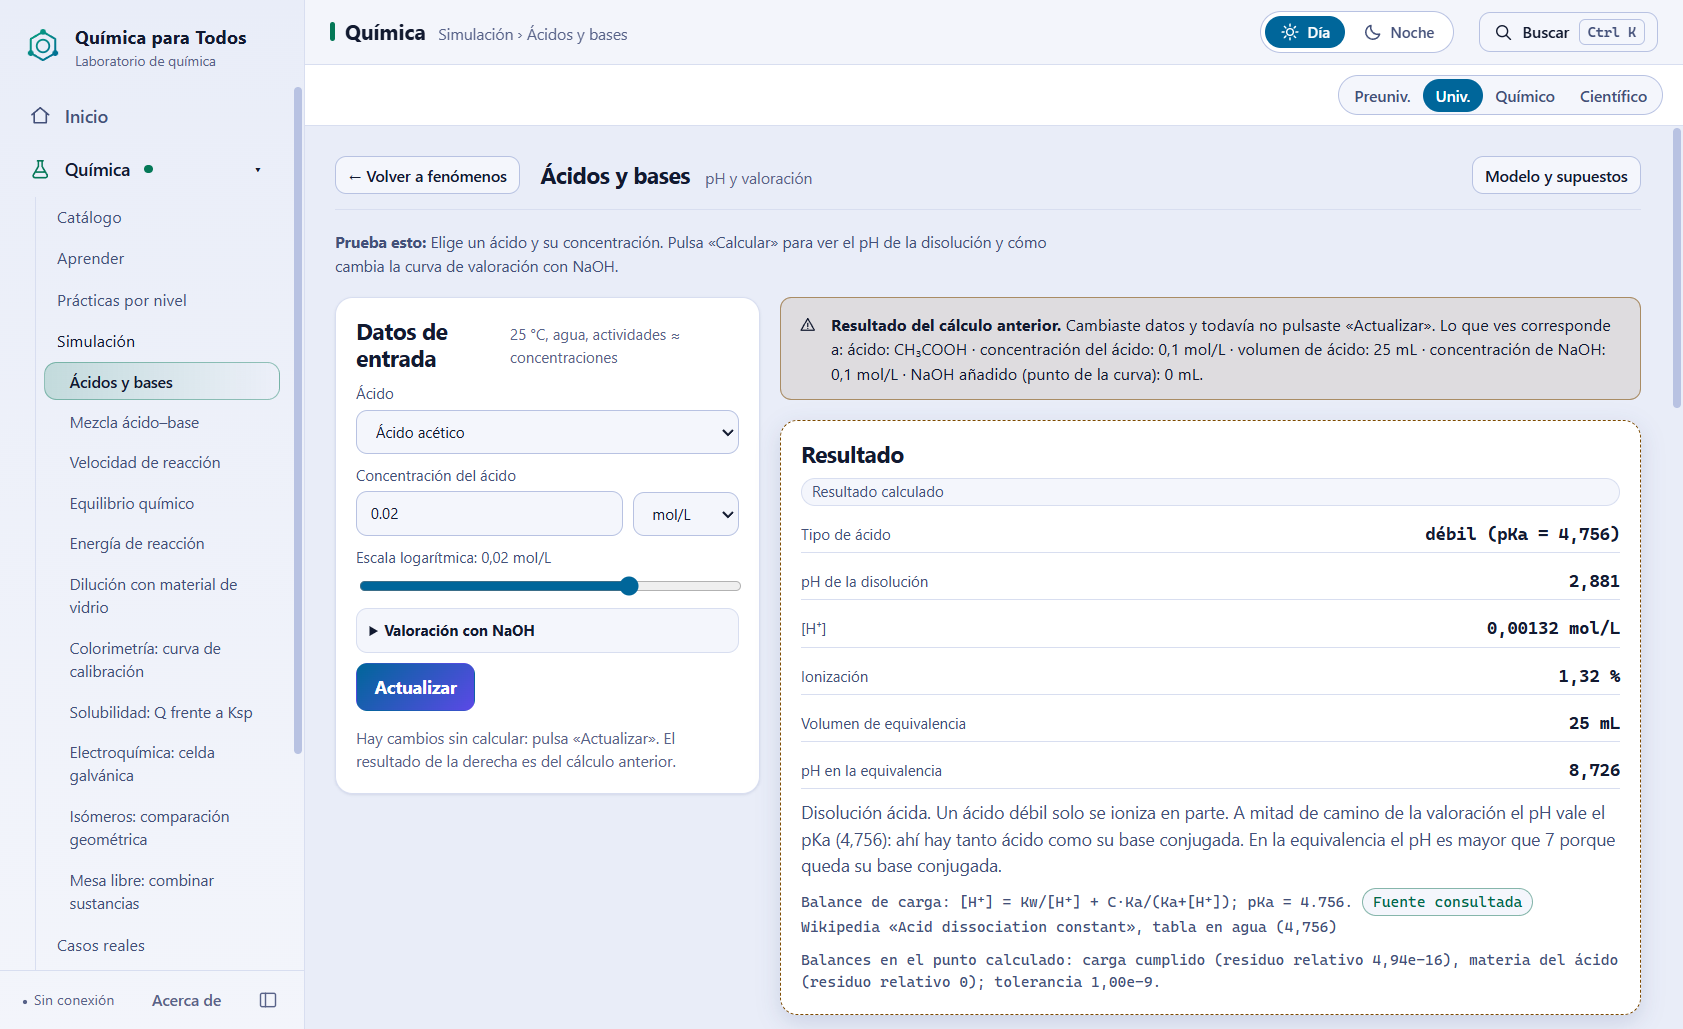 Química para Todos
Laboratorio de química
Inicio
Química
Catálogo
Aprender
Prácticas por nivel
Simulación
Ácidos y bases
Mezcla ácido–base
Velocidad de reacción
Equilibrio químico
Energía de reacción
Dilución con material de
vidrio
Colorimetría: curva de
calibración
Solubilidad: Q frente a Ksp
Electroquímica: celda
galvánica
Isómeros: comparación
geométrica
Mesa libre: combinar
sustancias
Casos reales
• Sin conexión
Acerca de
Química
Simulación › Ácidos y bases
Día
Noche
Buscar
Ctrl K
Preuniv.
Univ.
Químico
Científico
← Volver a fenómenos
Ácidos y bases
pH y valoración
Modelo y supuestos
Prueba esto: Elige un ácido y su concentración. Pulsa «Calcular» para ver el pH de la disolución y cómo
cambia la curva de valoración con NaOH.
Datos de
entrada
25 °C, agua, actividades ≈
concentraciones
Ácido
Ácido acético
Concentración del ácido
0.02
mol/L
Escala logarítmica: 0,02 mol/L
▶ Valoración con NaOH
Actualizar
Hay cambios sin calcular: pulsa «Actualizar». El
resultado de la derecha es del cálculo anterior.
⚠ Resultado del cálculo anterior. Cambiaste datos y todavía no pulsaste «Actualizar». Lo que ves corresponde
a: ácido: CH₃COOH · concentración del ácido: 0,1 mol/L · volumen de ácido: 25 mL · concentración de NaOH:
0,1 mol/L · NaOH añadido (punto de la curva): 0 mL.
Resultado
Resultado calculado
Tipo de ácido débil (pKa = 4,756)
pH de la disolución 2,881
[H⁺] 0,00132 mol/L
Ionización 1,32 %
Volumen de equivalencia 25 mL
pH en la equivalencia 8,726
Disolución ácida. Un ácido débil solo se ioniza en parte. A mitad de camino de la valoración el pH vale el
pKa (4,756): ahí hay tanto ácido como su base conjugada. En la equivalencia el pH es mayor que 7 porque
queda su base conjugada.
Balance de carga: [H⁺] = Kw/[H⁺] + C·Ka/(Ka+[H⁺]); pKa = 4.756. Fuente consultada
Wikipedia «Acid dissociation constant», tabla en agua (4,756)
Balances en el punto calculado: carga cumplido (residuo relativo 4,94e−16), materia del ácido
(residuo relativo 0); tolerancia 1,00e−9.